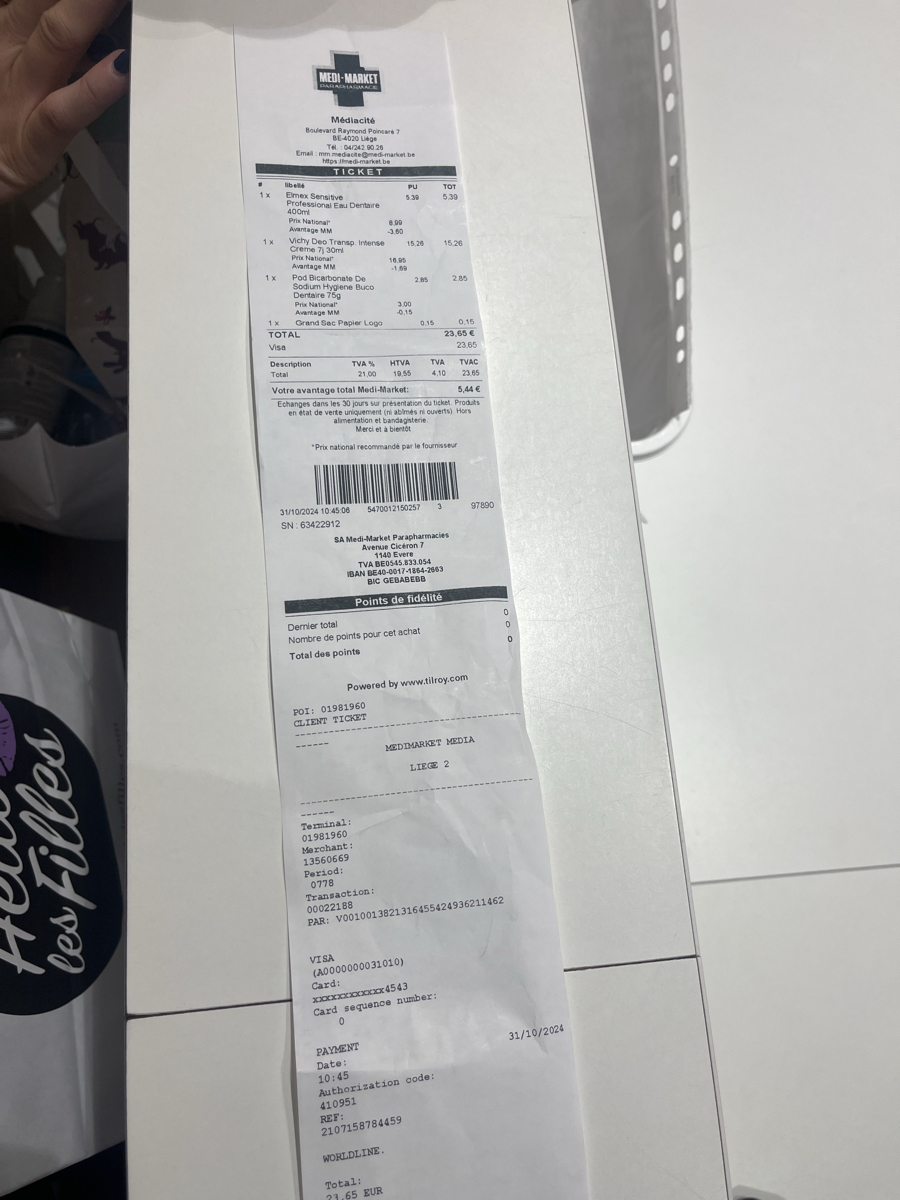 MEDI-MARKET
PARAPHARMACIE
Médiacité
Boulevard Raymond Poincaré 7
BE-4020 Liège
Tél. : 04/242.90.26
Email : mm.mediacite@medi-market.be
https://medi-market.be
TICKET
# libellé PU TOT
1 x Elmex Sensitive 5,39 5,39
Professional Eau Dentaire
400ml
Prix National* 8,99
Avantage MM -3,60
1 x Vichy Deo Transp. Intense 15,26 15,26
Creme 7j 30ml
Prix National* 16,95
Avantage MM -1,69
1 x Pod Bicarbonate De 2,85 2,85
Sodium Hygiene Buco
Dentaire 75g
Prix National* 3,00
Avantage MM -0,15
1 x Grand Sac Papier Logo 0,15 0,15
TOTAL 23,65 €
Visa 23,65
Description TVA % HTVA TVA TVAC
Total 21,00 19,55 4,10 23,65
Votre avantage total Medi-Market: 5,44 €
Echanges dans les 30 jours sur présentation du ticket. Produits
en état de vente uniquement (ni abîmés ni ouverts). Hors
alimentation et bandagisterie.
Merci et à bientôt
*Prix national recommandé par le fournisseur
31/10/2024 10:45:06 5470012150257 3 97890
SN : 63422912
SA Medi-Market Parapharmacies
Avenue Cicéron 7
1140 Evere
TVA BE0545.833.054
IBAN BE40-0017-1864-2663
BIC GEBABEBB
Points de fidélité
Dernier total 0
Nombre de points pour cet achat 0
Total des points 0
Powered by www.tilroy.com
POI: 01981960
CLIENT TICKET
MEDIMARKET MEDIA
LIEGE 2
Terminal:
01981960
Merchant:
13560669
Period:
0778
Transaction:
00022188
PAR: V0010013821316455424936211462
VISA
(A0000000031010)
Card:
xxxxxxxxxxxx4543
Card sequence number:
0
PAYMENT 31/10/2024
Date:
10:45
Authorization code:
410951
REF:
2107158784459
WORLDLINE.
Total:
23.65 EUR
Hello
les Filles